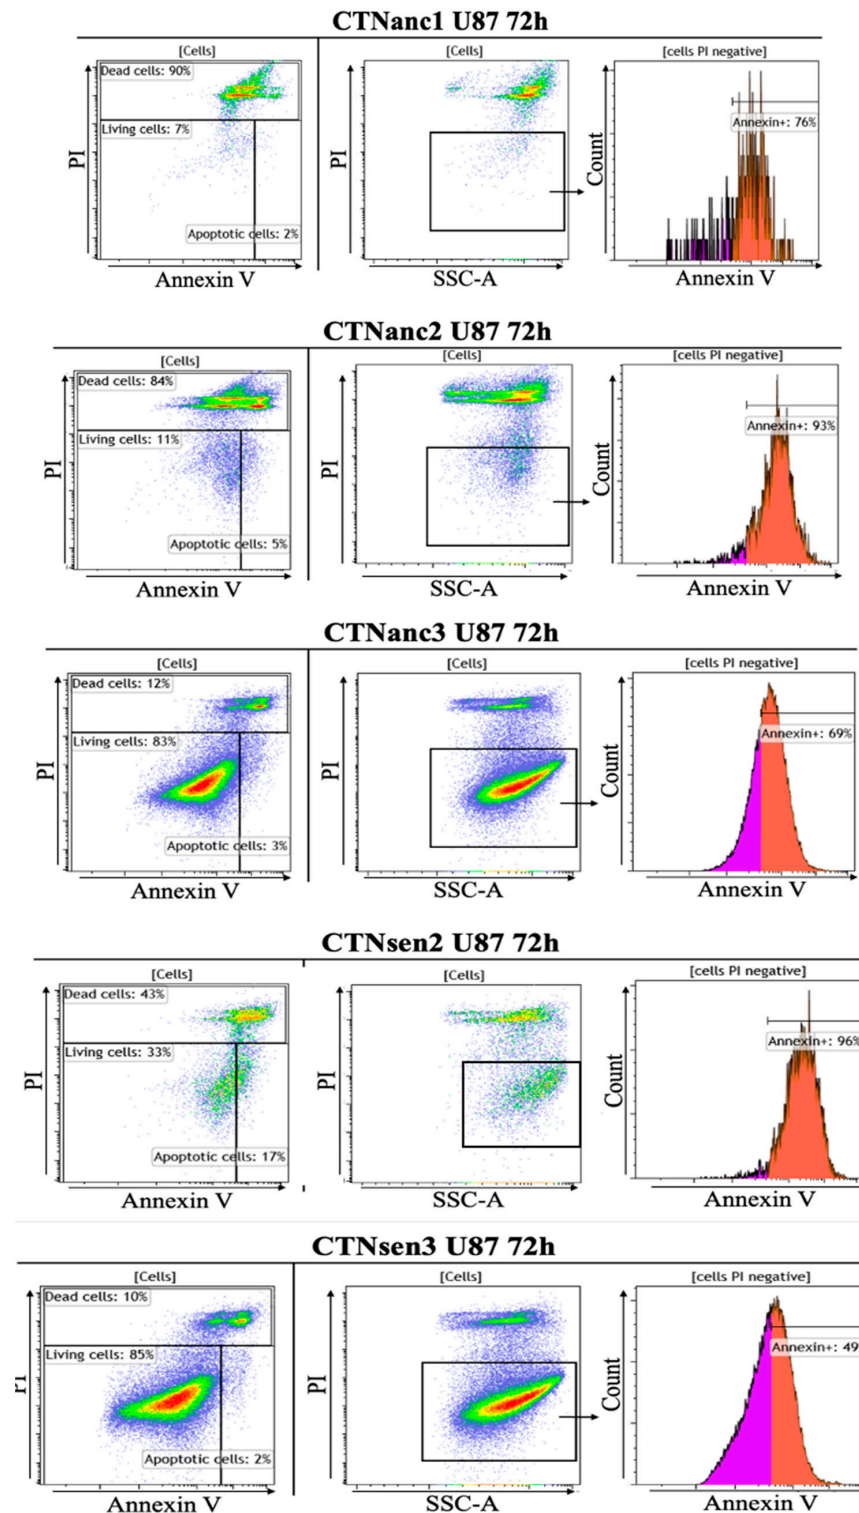 CTNanc1 U87 72h
[Cells]
[Cells]
[cells PI negative]
Dead cells: 90%
Living cells: 7%
Apoptotic cells: 2%
Annexin+: 76%
PI
PI
Count
Annexin V
SSC-A
Annexin V
CTNanc2 U87 72h
[Cells]
[Cells]
[cells PI negative]
Dead cells: 84%
Living cells: 11%
Apoptotic cells: 5%
Annexin+: 93%
PI
PI
Count
Annexin V
SSC-A
Annexin V
CTNanc3 U87 72h
[Cells]
[Cells]
[cells PI negative]
Dead cells: 12%
Living cells: 83%
Apoptotic cells: 3%
Annexin+: 69%
PI
PI
Count
Annexin V
SSC-A
Annexin V
CTNsen2 U87 72h
[Cells]
[Cells]
[cells PI negative]
Dead cells: 43%
Living cells: 33%
Apoptotic cells: 17%
Annexin+: 96%
PI
PI
Count
Annexin V
SSC-A
Annexin V
CTNsen3 U87 72h
[Cells]
[Cells]
[cells PI negative]
Dead cells: 10%
Living cells: 85%
Apoptotic cells: 2%
Annexin+: 49
PI
PI
Count
Annexin V
SSC-A
Annexin V